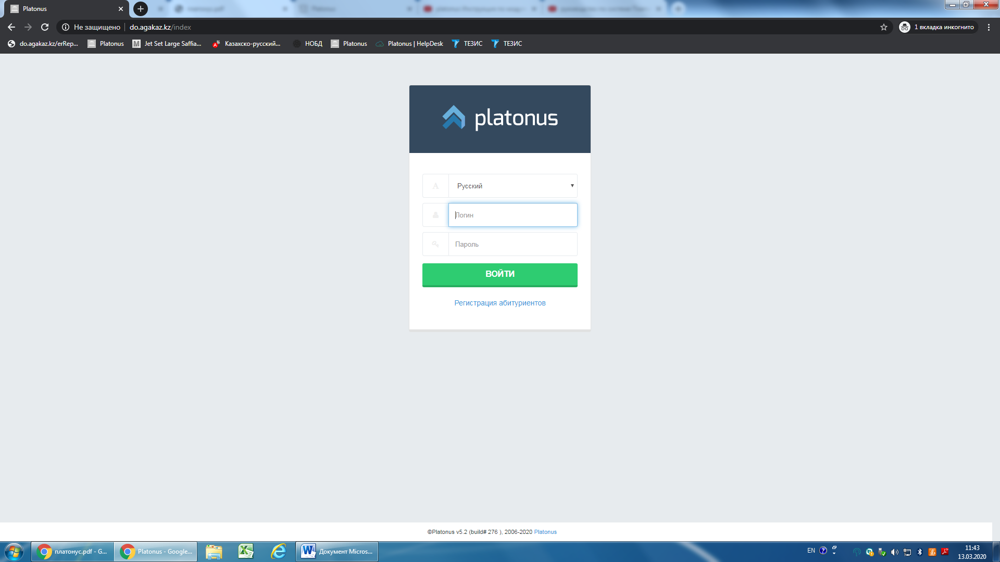 Platonus
Не защищено
do.agakaz.kz/index
1 вкладка инкогнито
do.agakaz.kz/erRep...
Platonus
Jet Set Large Saffia...
Казахско-русский...
НОБД
Platonus
Platonus | HelpDesk
ТЕЗИС
ТЕЗИС
platonus
Русский
Логин
Пароль
ВОЙТИ
Регистрация абитуриентов
©Platonus v5.2 (build# 276 ), 2006-2020 Platonus
платонус.pdf - G...
Platonus - Google...
Документ Micros...
EN
11:43
13.03.2020